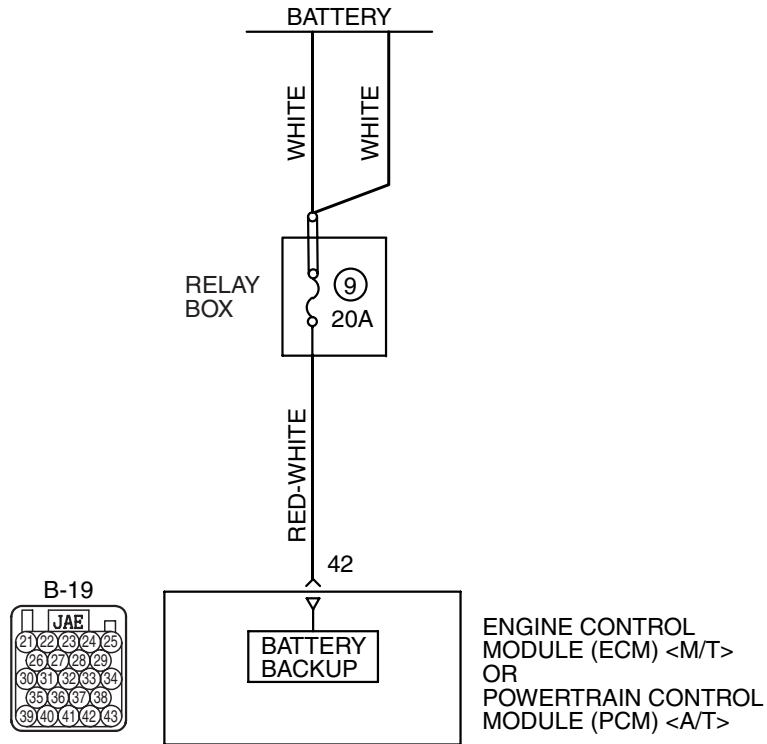 BATTERY
WHITE
WHITE
RELAY
BOX
9
20A
RED-WHITE
42
B-19
JAE
21 22 23 24 25
26 27 28 29
30 31 32 33 34
35 36 37 38
39 40 41 42 43
BATTERY
BACKUP
ENGINE CONTROL
MODULE (ECM) <M/T>
OR
POWERTRAIN CONTROL
MODULE (PCM) <A/T>